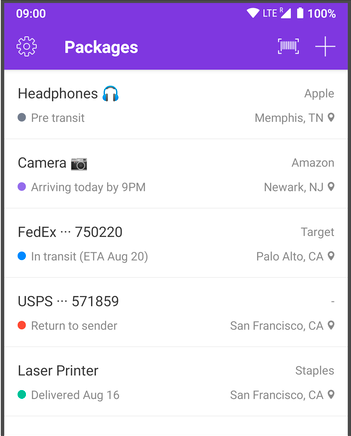 09:00 LTE R 100%
Packages
Headphones 🎧 Apple
Pre transit Memphis, TN
Camera 📷 Amazon
Arriving today by 9PM Newark, NJ
FedEx ··· 750220 Target
In transit (ETA Aug 20) Palo Alto, CA
USPS ··· 571859 -
Return to sender San Francisco, CA
Laser Printer Staples
Delivered Aug 16 San Francisco, CA